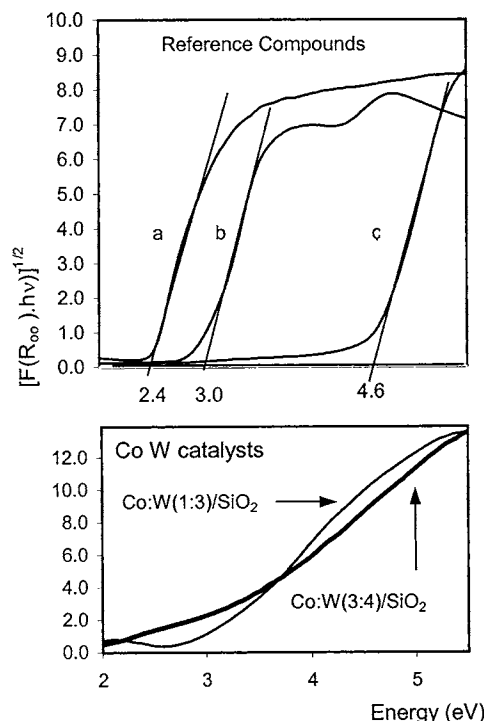 10.0
Reference Compounds
9.0
8.0
7.0
6.0
5.0
a
b
c
4.0
3.0
2.0
1.0
0.0
2.4
3.0
4.6
[F(R∞).hν)]1/2
Co W catalysts
12.0
Co:W(1:3)/SiO2
10.0
8.0
6.0
4.0
Co:W(3:4)/SiO2
2.0
0.0
2
3
4
5
Energy (eV)